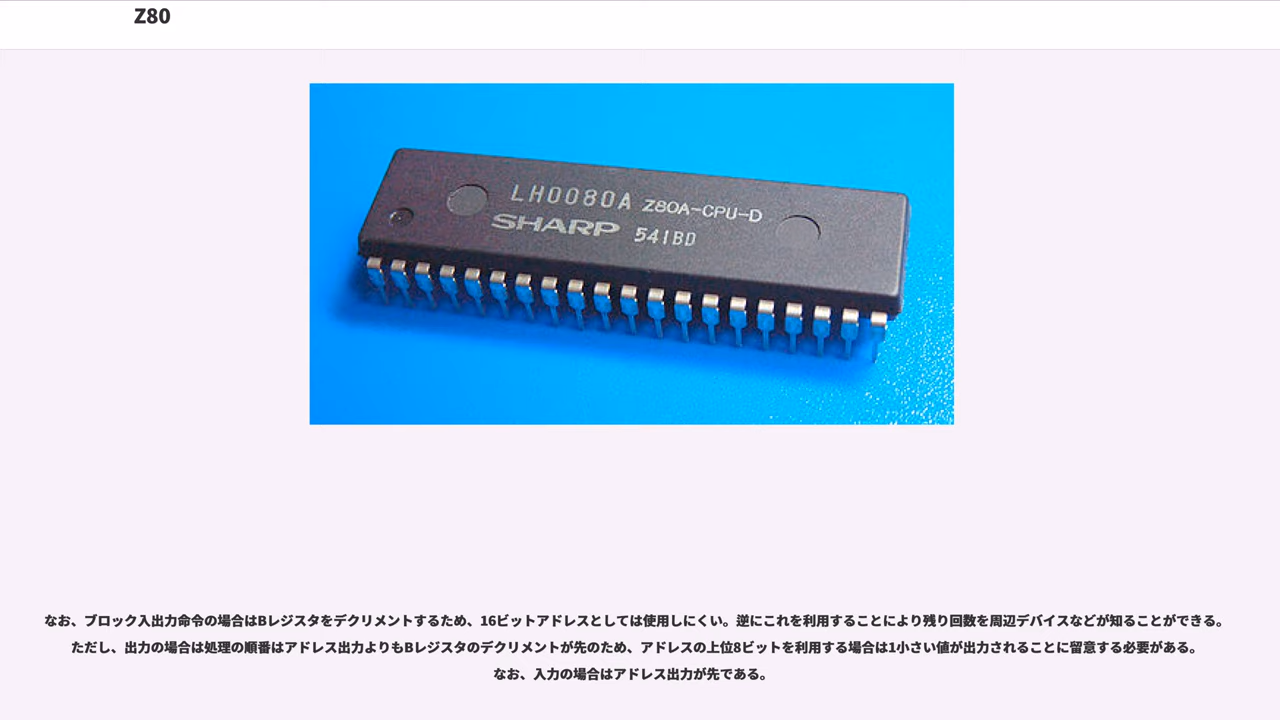 Z80
LH0080A Z80A-CPU-D
SHARP 541BD
なお、ブロック入出力命令の場合はBレジスタをデクリメントするため、16ビットアドレスとしては使用しにくい。逆にこれを利用することにより残り回数を周辺デバイスなどが知ることができる。
ただし、出力の場合は処理の順番はアドレス出力よりもBレジスタのデクリメントが先のため、アドレスの上位8ビットを利用する場合は1小さい値が出力されることに留意する必要がある。
なお、入力の場合はアドレス出力が先である。